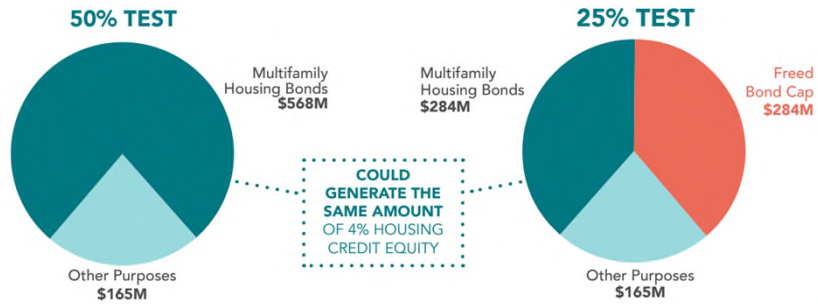 50% TEST
Multifamily
Housing Bonds
$568M
Other Purposes
$165M
COULD
GENERATE THE
SAME AMOUNT
OF 4% HOUSING
CREDIT EQUITY
25% TEST
Multifamily
Housing Bonds
$284M
Freed
Bond Cap
$284M
Other Purposes
$165M